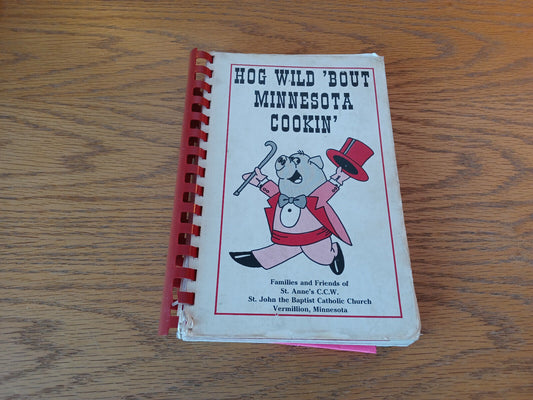 HOG WILD 'BOUT
MINNESOTA
COOKIN'
Families and Friends of
St. Anne's C.C.W.
St. John the Baptist Catholic Church
Vermillion, Minnesota